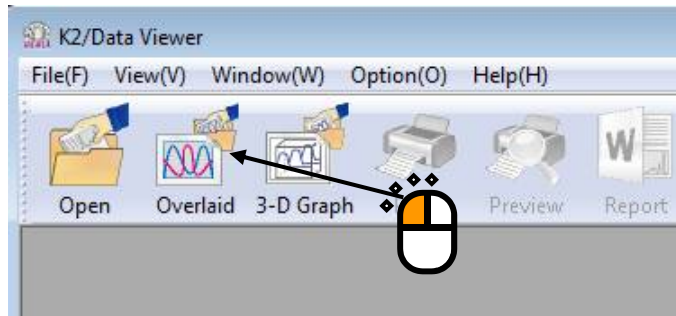 K2/Data Viewer
File(F) View(V) Window(W) Option(O) Help(H)
W
Open Overlaid 3-D Graph Preview Report